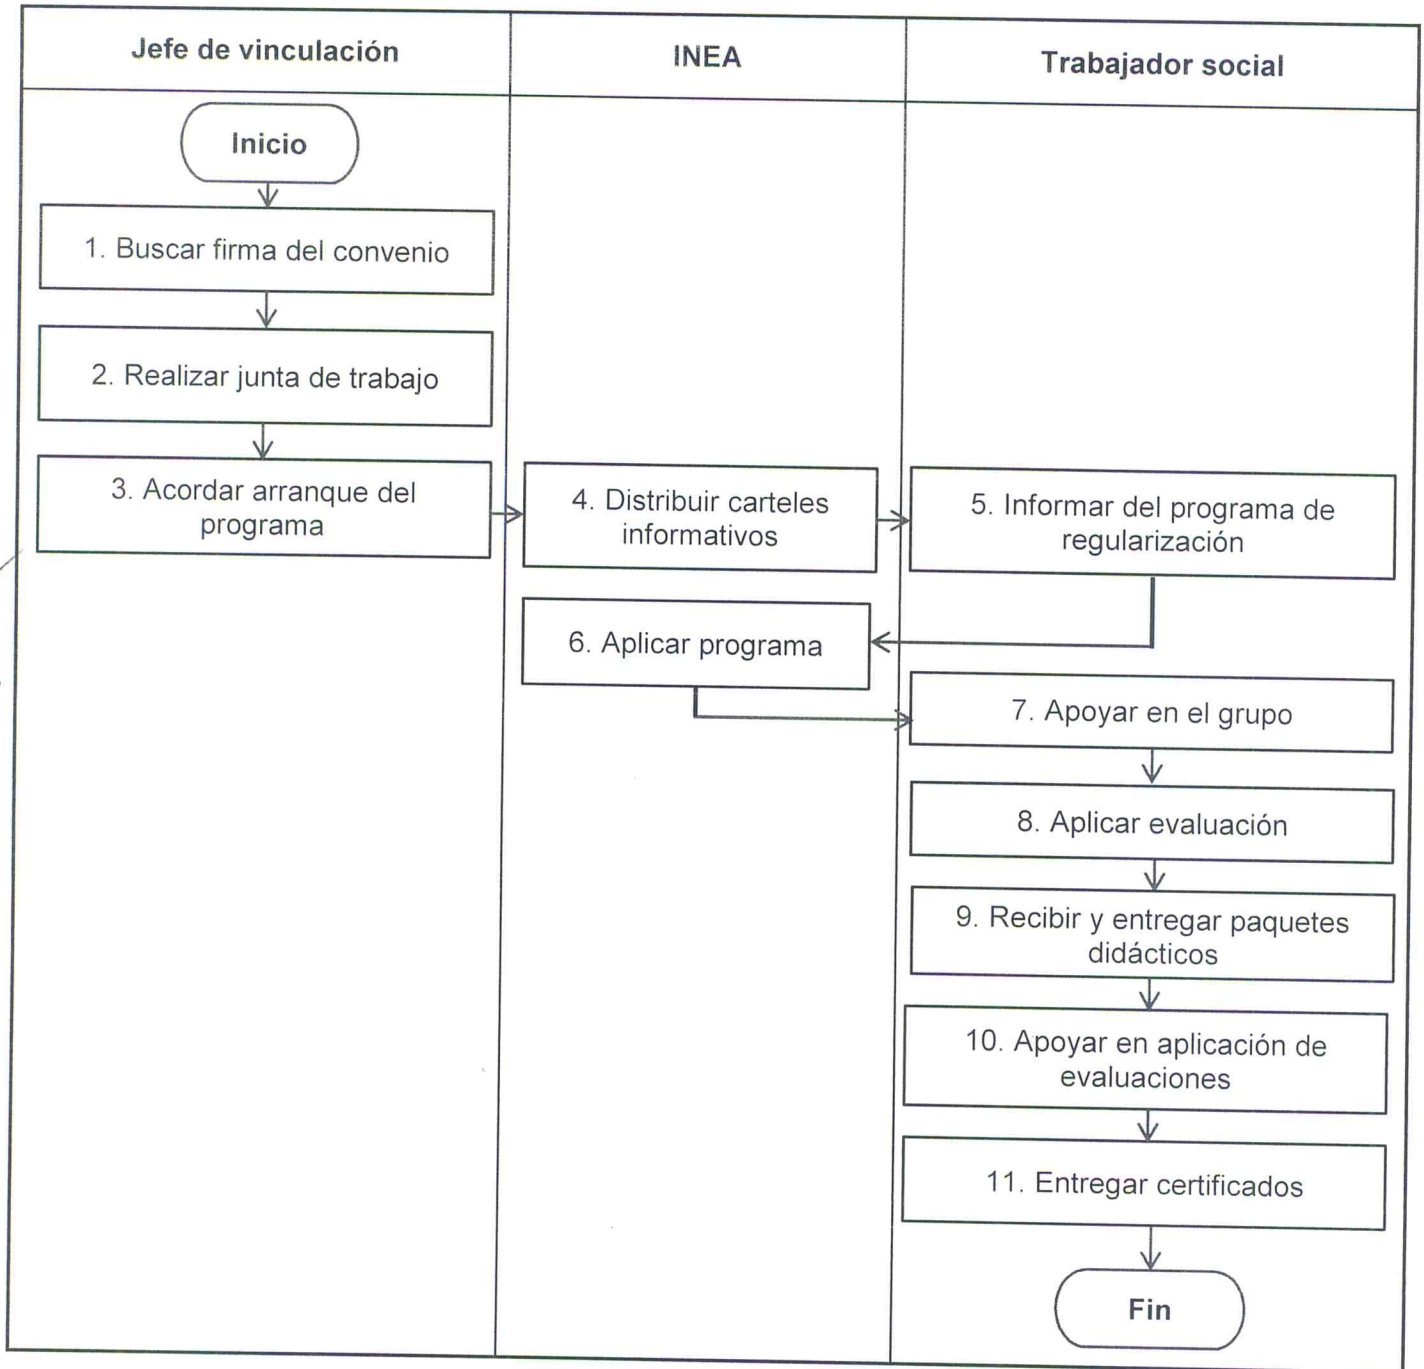 Jefe de vinculación
INEA
Trabajador social
Inicio
1. Buscar firma del convenio
2. Realizar junta de trabajo
3. Acordar arranque del
programa
4. Distribuir carteles
informativos
5. Informar del programa de
regularización
6. Aplicar programa
7. Apoyar en el grupo
8. Aplicar evaluación
9. Recibir y entregar paquetes
didácticos
10. Apoyar en aplicación de
evaluaciones
11. Entregar certificados
Fin